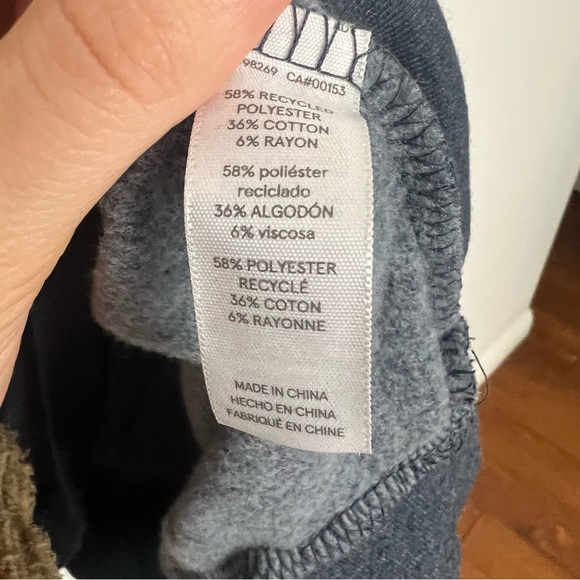 98269 CA#00153
58% RECYCLED
POLYESTER
36% COTTON
6% RAYON
58% poliéster
reciclado
36% ALGODÓN
6% viscosa
58% POLYESTER
RECYCLÉ
36% COTON
6% RAYONNE
MADE IN CHINA
HECHO EN CHINA
FABRIQUÉ EN CHINE